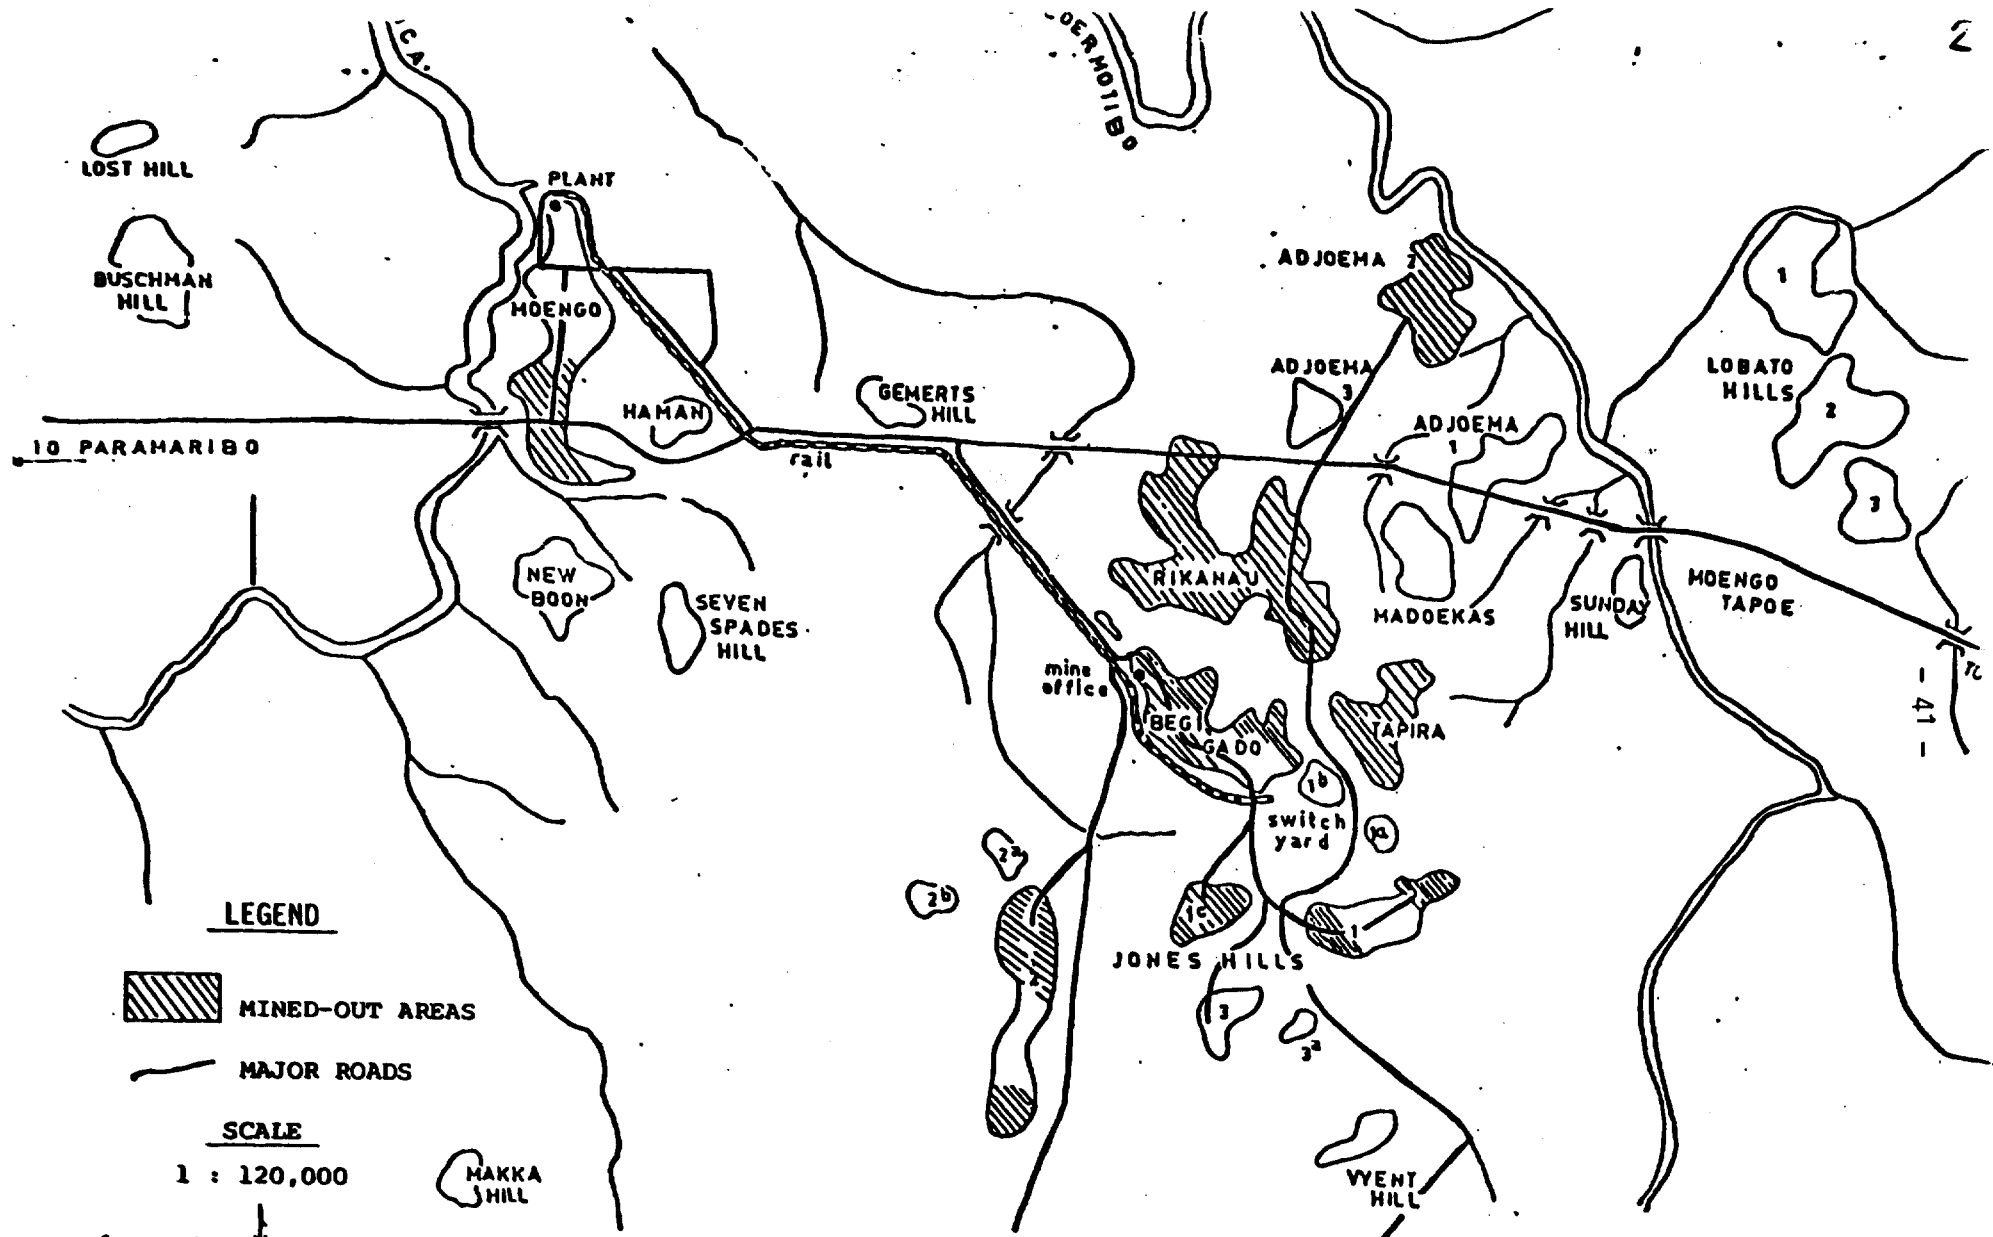 2
CA.
COERMOTIBO
LOST HILL
PLANT
BUSCHMAN
HILL
MOENGO
ADJOEMA 2
1
LOBATO
HILLS
2
3
ADJOEMA
3
GEMERTS
HILL
HAMAN
ADJOEMA
1
TO PARAMARIBO
rail
NEW
BOON
SEVEN
SPADES
HILL
RIKANAU
MADOEKAS
SUNDAY
HILL
MOENGO
TAPOE
mine
office
BEGI
GADO
TAPIRA
- 41 -
1b
switch
yard
1a
2a
2b
1c
1
2
JONES HILLS
3
3a
LEGEND
MINED-OUT AREAS
MAJOR ROADS
SCALE
1 : 120,000
MAKKA
HILL
VYENT
HILL